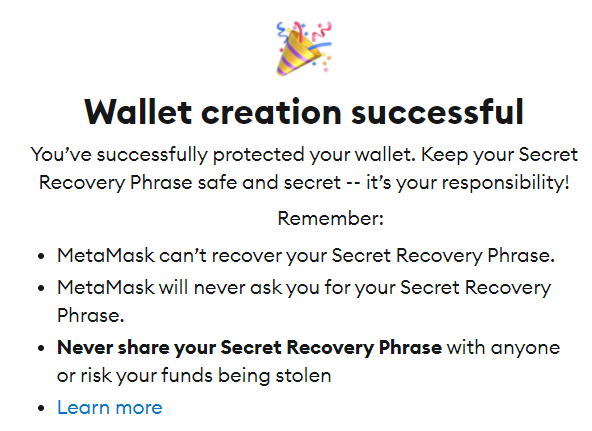 Wallet creation successful
You’ve successfully protected your wallet. Keep your Secret
Recovery Phrase safe and secret -- it’s your responsibility!
Remember:
• MetaMask can’t recover your Secret Recovery Phrase.
• MetaMask will never ask you for your Secret Recovery
Phrase.
• Never share your Secret Recovery Phrase with anyone
or risk your funds being stolen
• Learn more